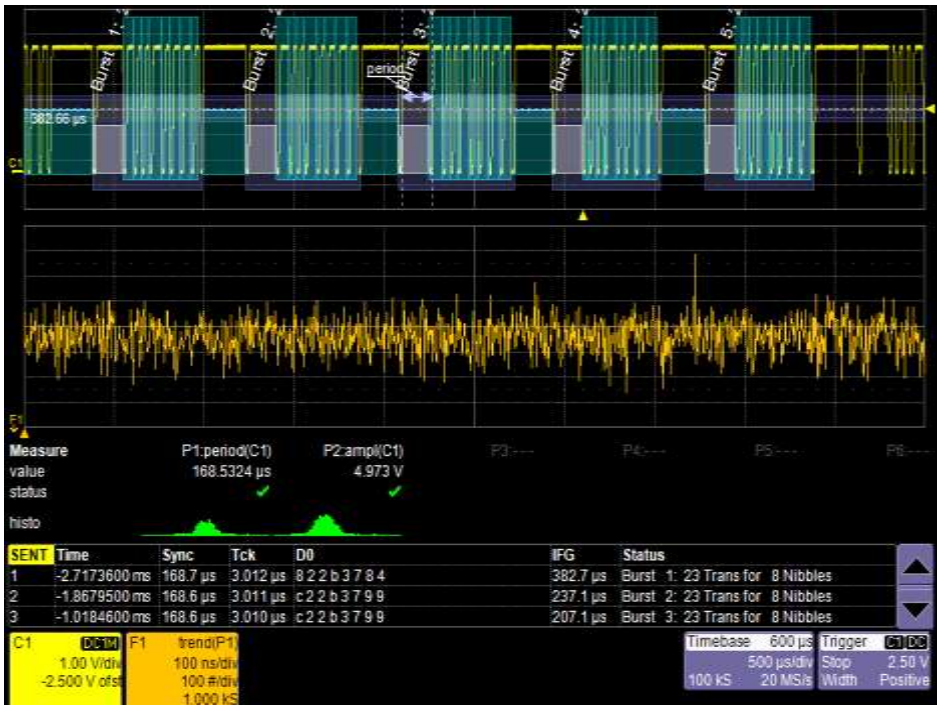 Burst 1:
Burst 2:
Burst 3:
Burst 4:
Burst 5:
period
382.66 µs
C1
F1
Measure P1:period(C1) P2:ampl(C1) P3:--- P4:--- P5:--- P6:---
value 168.5324 µs 4.973 V
status
histo
SENT Time Sync Tck D0 IFG Status
1 -2.7173600 ms 168.7 µs 3.012 µs 8 2 2 b 3 7 8 4 382.7 µs Burst 1: 23 Trans for 8 Nibbles
2 -1.8679500 ms 168.6 µs 3.011 µs c 2 2 b 3 7 9 9 237.1 µs Burst 2: 23 Trans for 8 Nibbles
3 -1.0184600 ms 168.6 µs 3.010 µs c 2 2 b 3 7 9 9 207.1 µs Burst 3: 23 Trans for 8 Nibbles
C1 DC1M F1 trend(P1) Timebase 600 µs Trigger C1 DC
1.00 V/div 100 ns/div 500 µs/div Stop 2.50 V
-2.500 V ofst 100 #/div 100 kS 20 MS/s Width Positive
1.000 kS